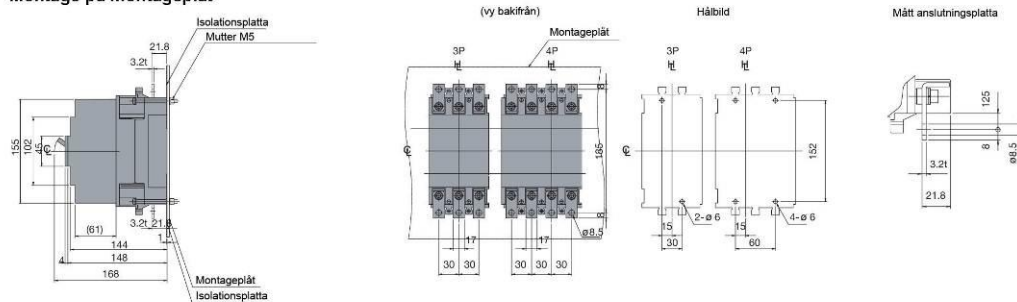 Montage på Montageplåt
Isolationsplatta
21.8
Mutter M5
3.2t
155
102
45
(61)
3.2t
21.8
1
144
4
148
168
Montageplåt
Isolationsplatta
(vy bakifrån)
Montageplåt
3P
4P
8
185
8
ø8.5
17
17
30
30
30
30
30
Hålbild
3P
4P
152
2-ø 6
4-ø 6
15
15
30
60
Mått anslutningsplatta
125
8
ø8.5
3.2t
21.8